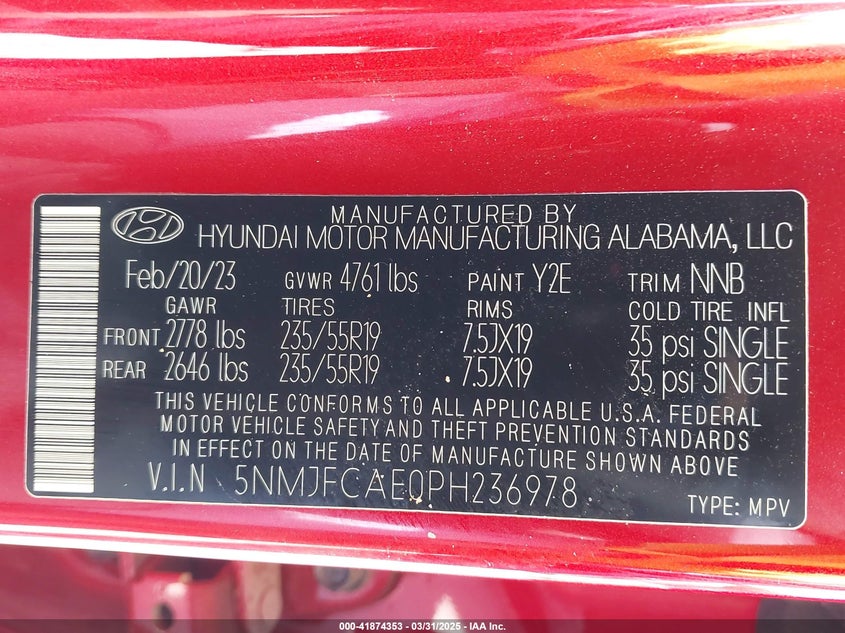 MANUFACTURED BY
HYUNDAI MOTOR MANUFACTURING ALABAMA, LLC
Feb/20/23 GVWR 4761 lbs PAINT Y2E TRIM NNB
GAWR TIRES RIMS COLD TIRE INFL
FRONT 2778 lbs 235/55R19 7.5JX19 35 psi SINGLE
REAR 2646 lbs 235/55R19 7.5JX19 35 psi SINGLE
THIS VEHICLE CONFORMS TO ALL APPLICABLE U.S.A. FEDERAL
MOTOR VEHICLE SAFETY AND THEFT PREVENTION STANDARDS
IN EFFECT ON THE DATE OF MANUFACTURE SHOWN ABOVE
V.I.N 5NMJFCAE0PH236978
TYPE: MPV
000-41874353 - 03/31/2025 - IAA Inc.